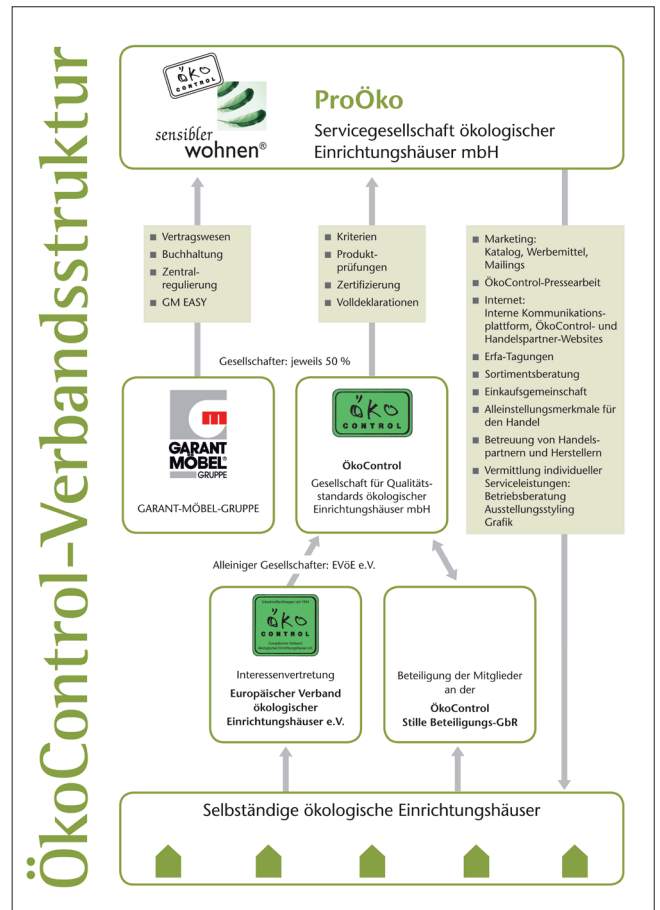 ÖkoControl-Verbandsstruktur
ÖKO
CONTROL
sensibler
wohnen®
ProÖko
Servicegesellschaft ökologischer
Einrichtungshäuser mbH
■ Vertragswesen
■ Buchhaltung
■ Zentral-
regulierung
■ GM EASY
■ Kriterien
■ Produkt-
prüfungen
■ Zertifizierung
■ Volldeklarationen
■ Marketing:
Katalog, Werbemittel,
Mailings
■ ÖkoControl-Pressearbeit
■ Internet:
Interne Kommunikations-
plattform, ÖkoControl- und
Handelspartner-Websites
■ Erfa-Tagungen
■ Sortimentsberatung
■ Einkaufsgemeinschaft
■ Alleinstellungsmerkmale für
den Handel
■ Betreuung von Handels-
partnern und Herstellern
■ Vermittlung individueller
Serviceleistungen:
Betriebsberatung
Ausstellungsstyling
Grafik
Gesellschafter: jeweils 50 %
m
GARANT
MÖBEL®
GRUPPE
GARANT-MÖBEL-GRUPPE
ÖKO
CONTROL
ÖkoControl
Gesellschaft für Qualitäts-
standards ökologischer
Einrichtungshäuser mbH
Alleiniger Gesellschafter: EVöE e.V.
ÖKO
CONTROL
Europäischer Verband
ökologischer Einrichtungshäuser e.V.
Interessenvertretung
Europäischer Verband
ökologischer
Einrichtungshäuser e.V.
Beteiligung der Mitglieder
an der
ÖkoControl
Stille Beteiligungs-GbR
Selbständige ökologische Einrichtungshäuser